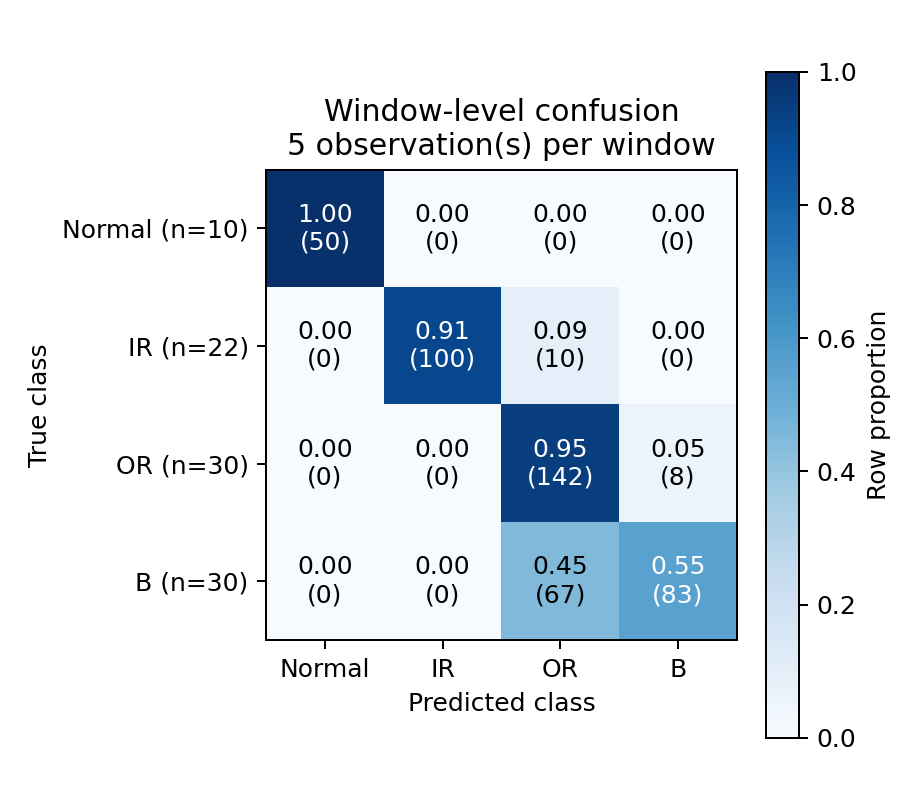 Window-level confusion
5 observation(s) per window
True class
Normal (n=10)
1.00 0.00 0.00 0.00
(50) (0) (0) (0)
IR (n=22)
0.00 0.91 0.09 0.00
(0) (100) (10) (0)
OR (n=30)
0.00 0.00 0.95 0.05
(0) (0) (142) (8)
B (n=30)
0.00 0.00 0.45 0.55
(0) (0) (67) (83)
Normal IR OR B
Predicted class
1.0
0.8
0.6
0.4
0.2
0.0
Row proportion